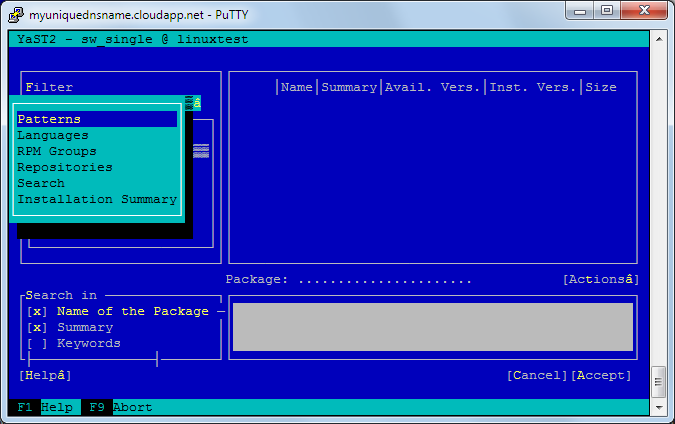 myuniquednsname.cloudapp.net - PuTTY
YaST2 - sw_single @ linuxtest
Filter
Name Summary Avail. Vers. Inst. Vers. Size
â
Patterns
Languages
RPM Groups
Repositories
Search
Installation Summary
Package: ...................... [Actionsâ]
Search in
[x] Name of the Package
[x] Summary
[ ] Keywords
[Helpâ] [Cancel][Accept]
F1 Help F9 Abort